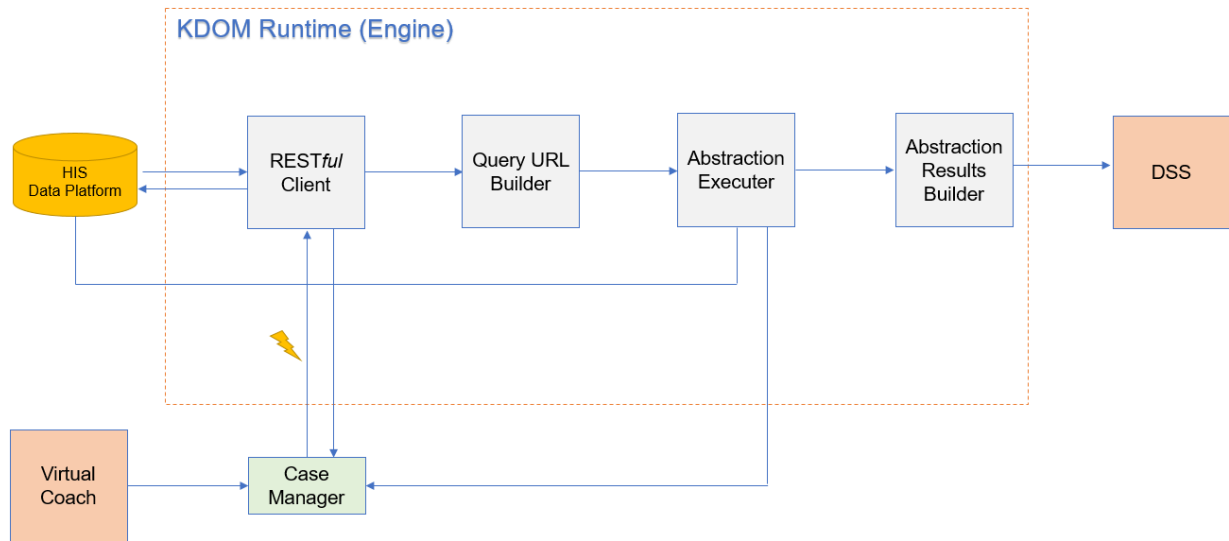 KDOM Runtime (Engine)
HIS
Data Platform
RESTful
Client
Query URL
Builder
Abstraction
Executer
Abstraction
Results
Builder
DSS
Virtual
Coach
Case
Manager